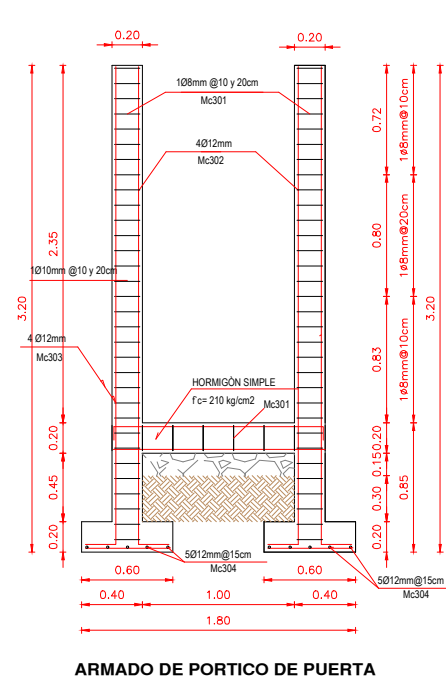 0.20
0.20
1Ø8mm @10 y 20cm
Mc301
4Ø12mm
Mc302
1Ø10mm @10 y 20cm
4 Ø12mm
Mc303
HORMIGÒN SIMPLE
f'c= 210 kg/cm2
Mc301
3.20
2.35
0.20
0.45
0.20
0.72
0.80
0.83
0.20
0.15
0.30
0.20
1ø8mm@10cm
1ø8mm@20cm
1ø8mm@10cm
0.85
3.20
5Ø12mm@15cm
Mc304
5Ø12mm@15cm
Mc304
0.60
0.60
0.40
1.00
0.40
1.80
ARMADO DE PORTICO DE PUERTA